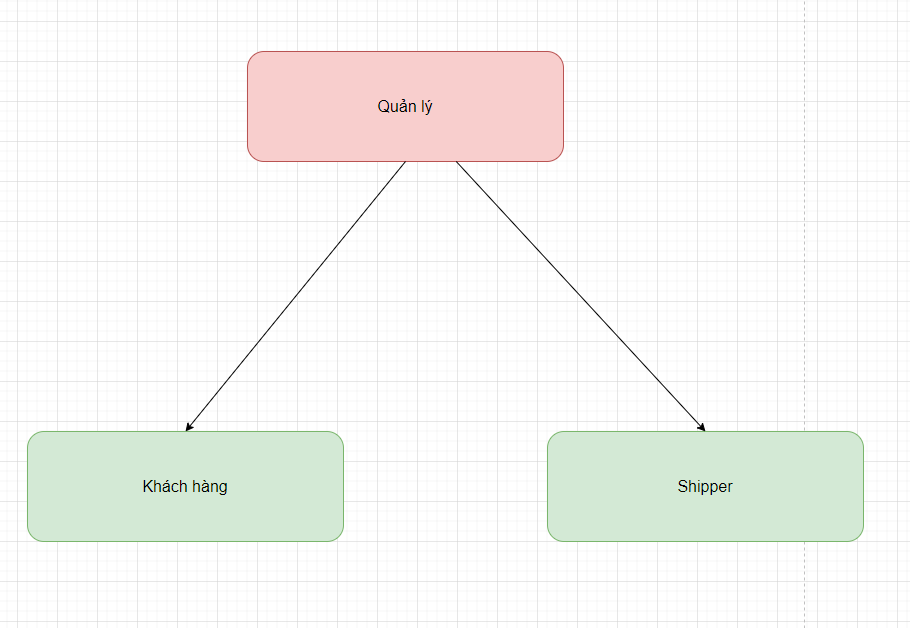 Quản lý
Khách hàng
Shipper